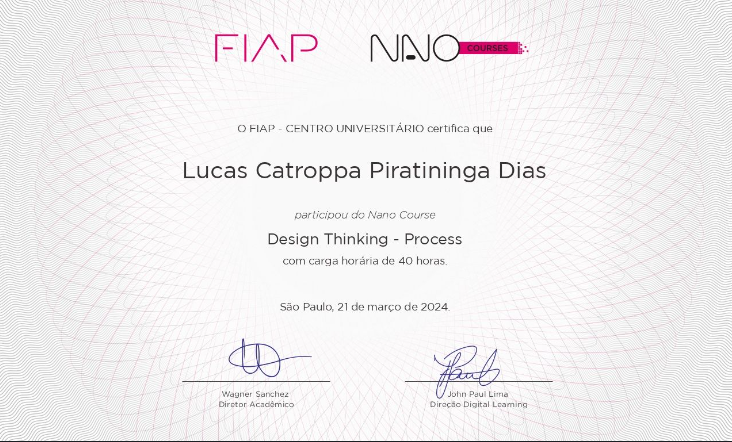 FIAP NANO COURSES
O FIAP - CENTRO UNIVERSITÁRIO certifica que
Lucas Catroppa Piratininga Dias
participou do Nano Course
Design Thinking - Process
com carga horária de 40 horas.
São Paulo, 21 de março de 2024.
Wagner Sanchez John Paul Lima
Diretor Acadêmico Direção Digital Learning